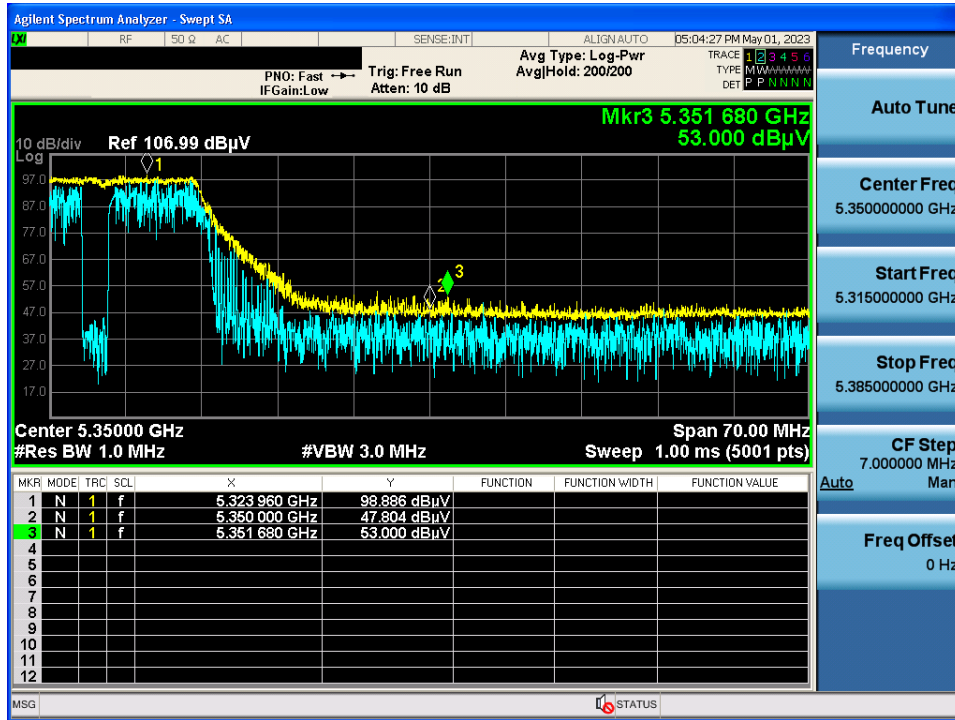 Agilent Spectrum Analyzer - Swept SA
LXI RF 50 Ω AC SENSE:INT ALIGN AUTO 05:04:27 PM May 01, 2023
PNO: Fast Trig: Free Run Avg Type: Log-Pwr TRACE 1 2 3 4 5 6
IFGain:Low Atten: 10 dB Avg|Hold: 200/200 TYPE M W
DET P P N N N N
Mkr3 5.351 680 GHz
53.000 dBµV
10 dB/div Ref 106.99 dBµV
Log
97.0
87.0
77.0
67.0
57.0
47.0
37.0
27.0
17.0
1
2
3
Center 5.35000 GHz Span 70.00 MHz
#Res BW 1.0 MHz #VBW 3.0 MHz Sweep 1.00 ms (5001 pts)
MKR MODE TRC SCL X Y FUNCTION FUNCTION WIDTH FUNCTION VALUE
1 N 1 f 5.323 960 GHz 98.886 dBµV
2 N 1 f 5.350 000 GHz 47.804 dBµV
3 N 1 f 5.351 680 GHz 53.000 dBµV
4
5
6
7
8
9
10
11
12
MSG STATUS
Frequency
Auto Tune
Center Freq
5.350000000 GHz
Start Freq
5.315000000 GHz
Stop Freq
5.385000000 GHz
CF Step
7.000000 MHz
Auto Man
Freq Offset
0 Hz